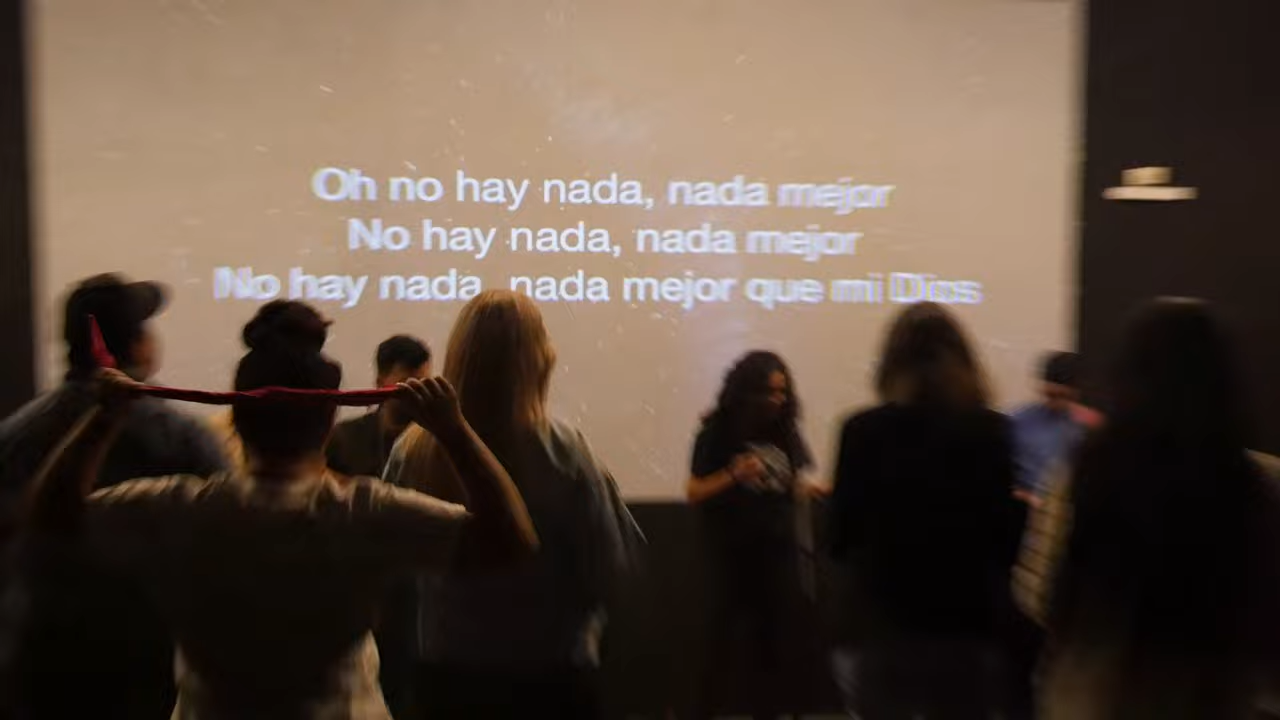 Oh no hay nada, nada mejor
No hay nada, nada mejor
No hay nada, nada mejor que mi Dios